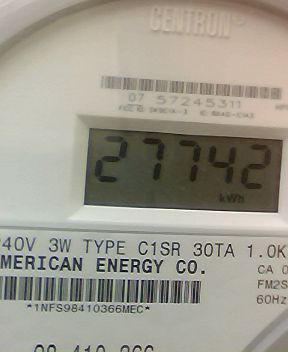 CENTRON®
07 57245311
27742
kWh
240V 3W TYPE C1SR 30TA 1.0K
AMERICAN ENERGY CO.
CA 0
FM2S
60Hz
*1NFS98410366MEC*